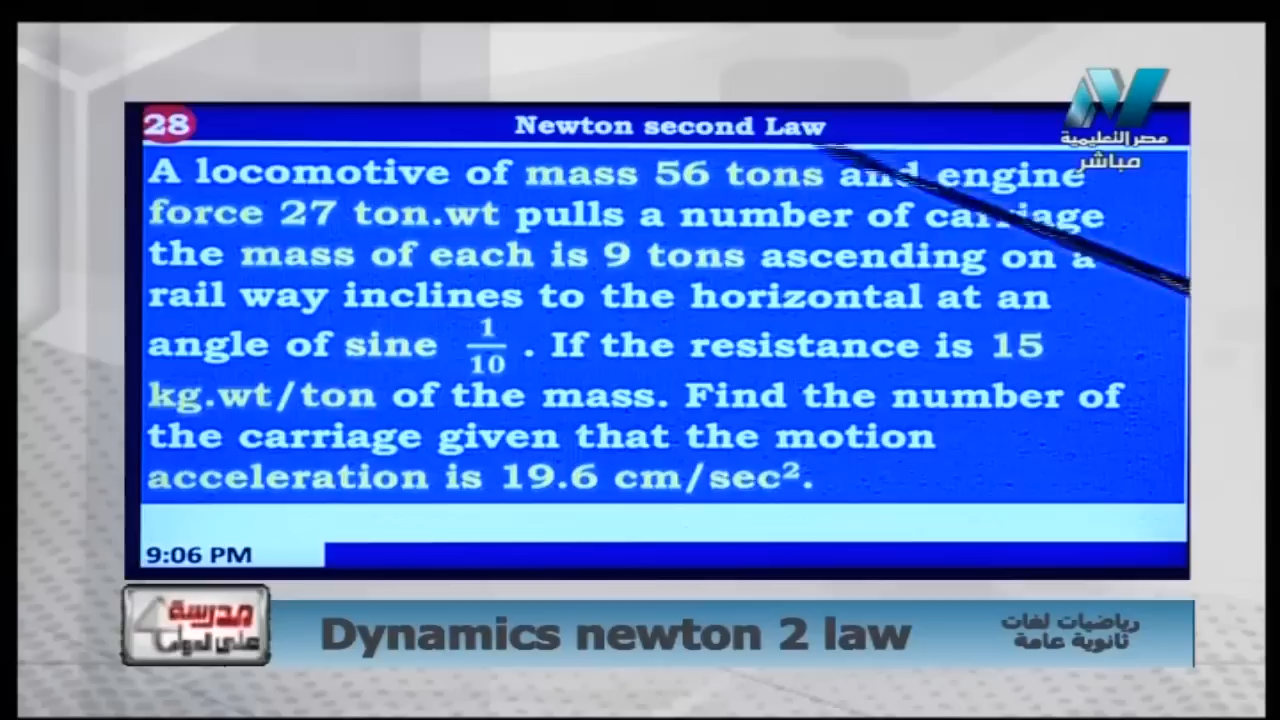 28
Newton second Law
مصر التعليمية
مباشر
A locomotive of mass 56 tons and engine
force 27 ton.wt pulls a number of carriage
the mass of each is 9 tons ascending on a
rail way inclines to the horizontal at an
angle of sine 1/10 . If the resistance is 15
kg.wt/ton of the mass. Find the number of
the carriage given that the motion
acceleration is 19.6 cm/sec².
9:06 PM
مدرسة
على الهواء
Dynamics newton 2 law
رياضيات لغات
ثانوية عامة